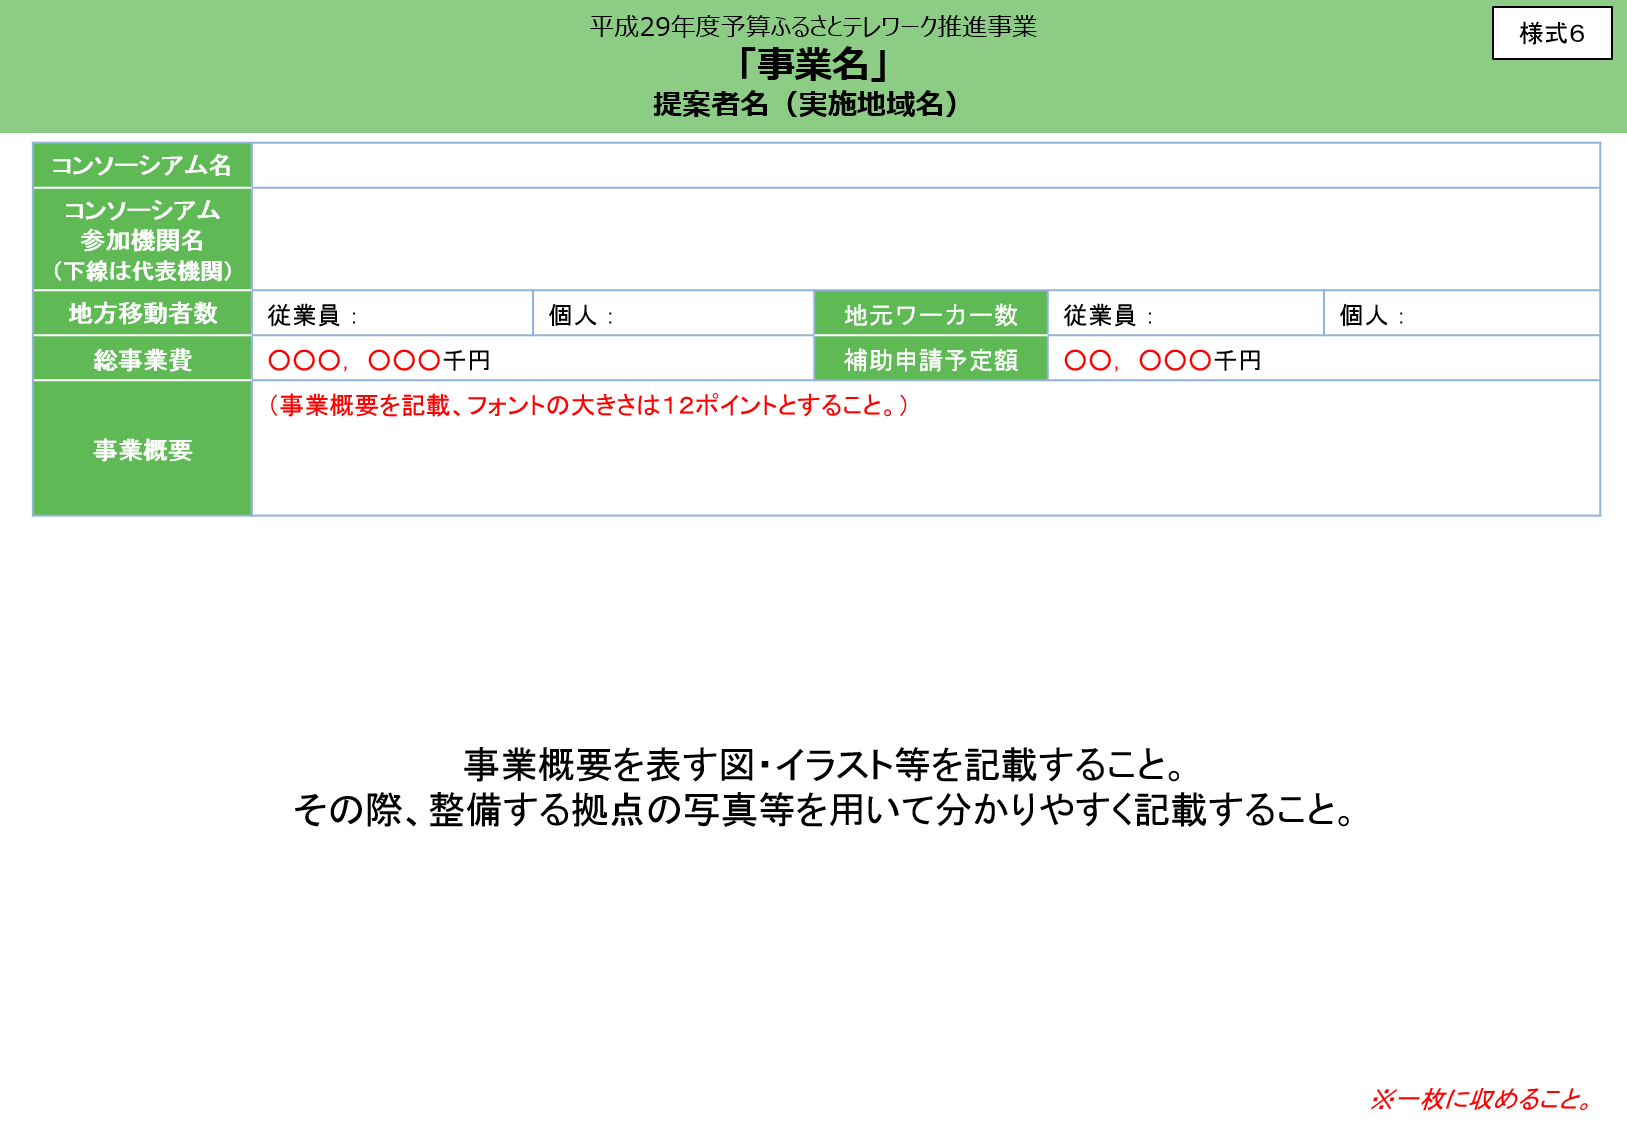 平成29年度予算ふるさとテレワーク推進事業
様式６
「事業名」
提案者名（実施地域名）
コンソーシアム名
コンソーシアム
参加機関名
（下線は代表機関）
地方移動者数 従業員： 個人： 地元ワーカー数 従業員： 個人：
総事業費 〇〇〇，〇〇〇千円 補助申請予定額 〇〇，〇〇〇千円
事業概要
（事業概要を記載、フォントの大きさは１２ポイントとすること。）
事業概要を表す図・イラスト等を記載すること。
その際、整備する拠点の写真等を用いて分かりやすく記載すること。
※一枚に収めること。